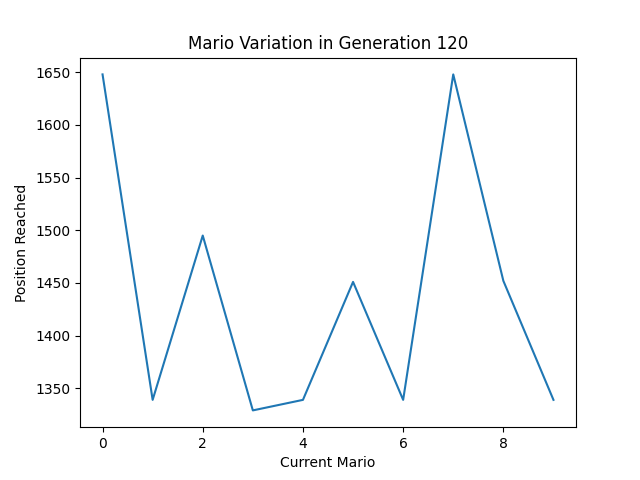 Mario Variation in Generation 120
Position Reached
1650
1600
1550
1500
1450
1400
1350
0 2 4 6 8
Current Mario